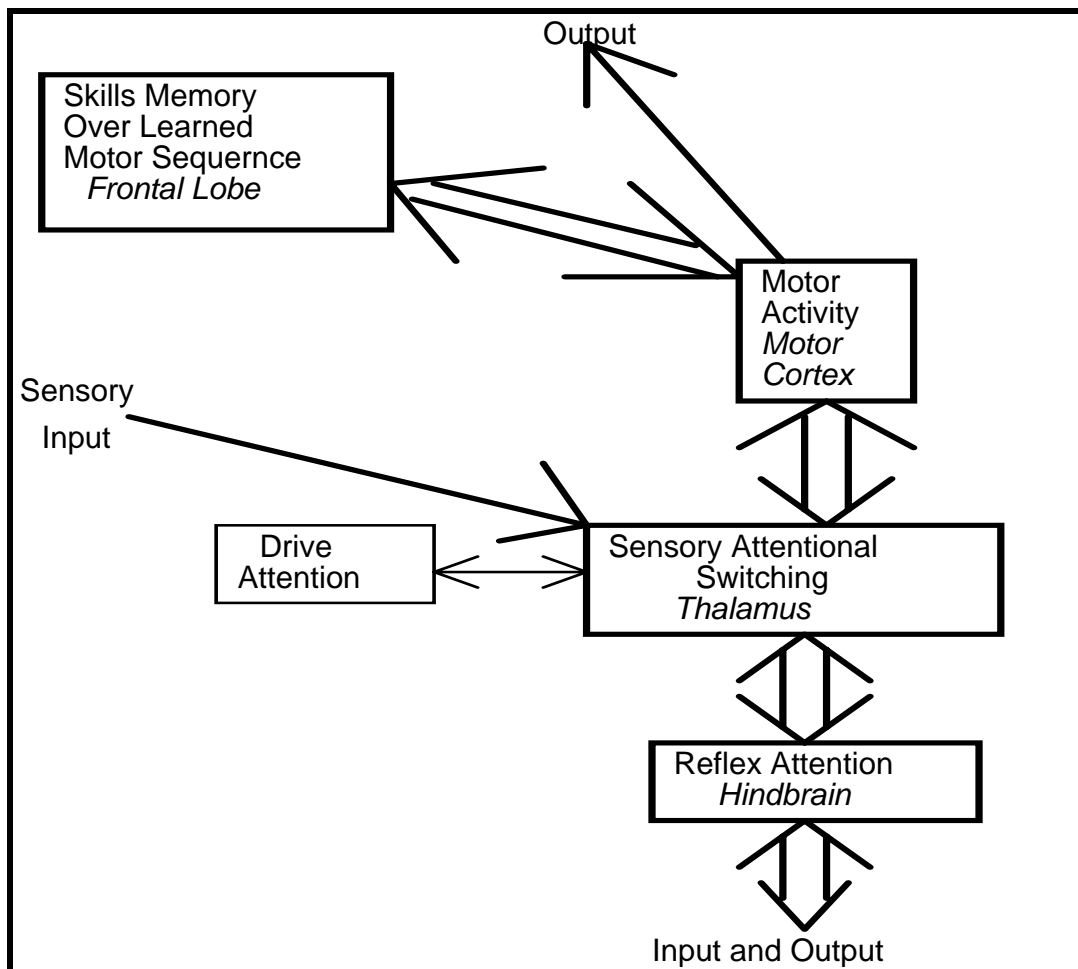 Output
Skills Memory
Over Learned
Motor Sequernce
Frontal Lobe
Motor
Activity
Motor
Cortex
Sensory
Input
Drive
Attention
Sensory Attentional
Switching
Thalamus
Reflex Attention
Hindbrain
Input and Output